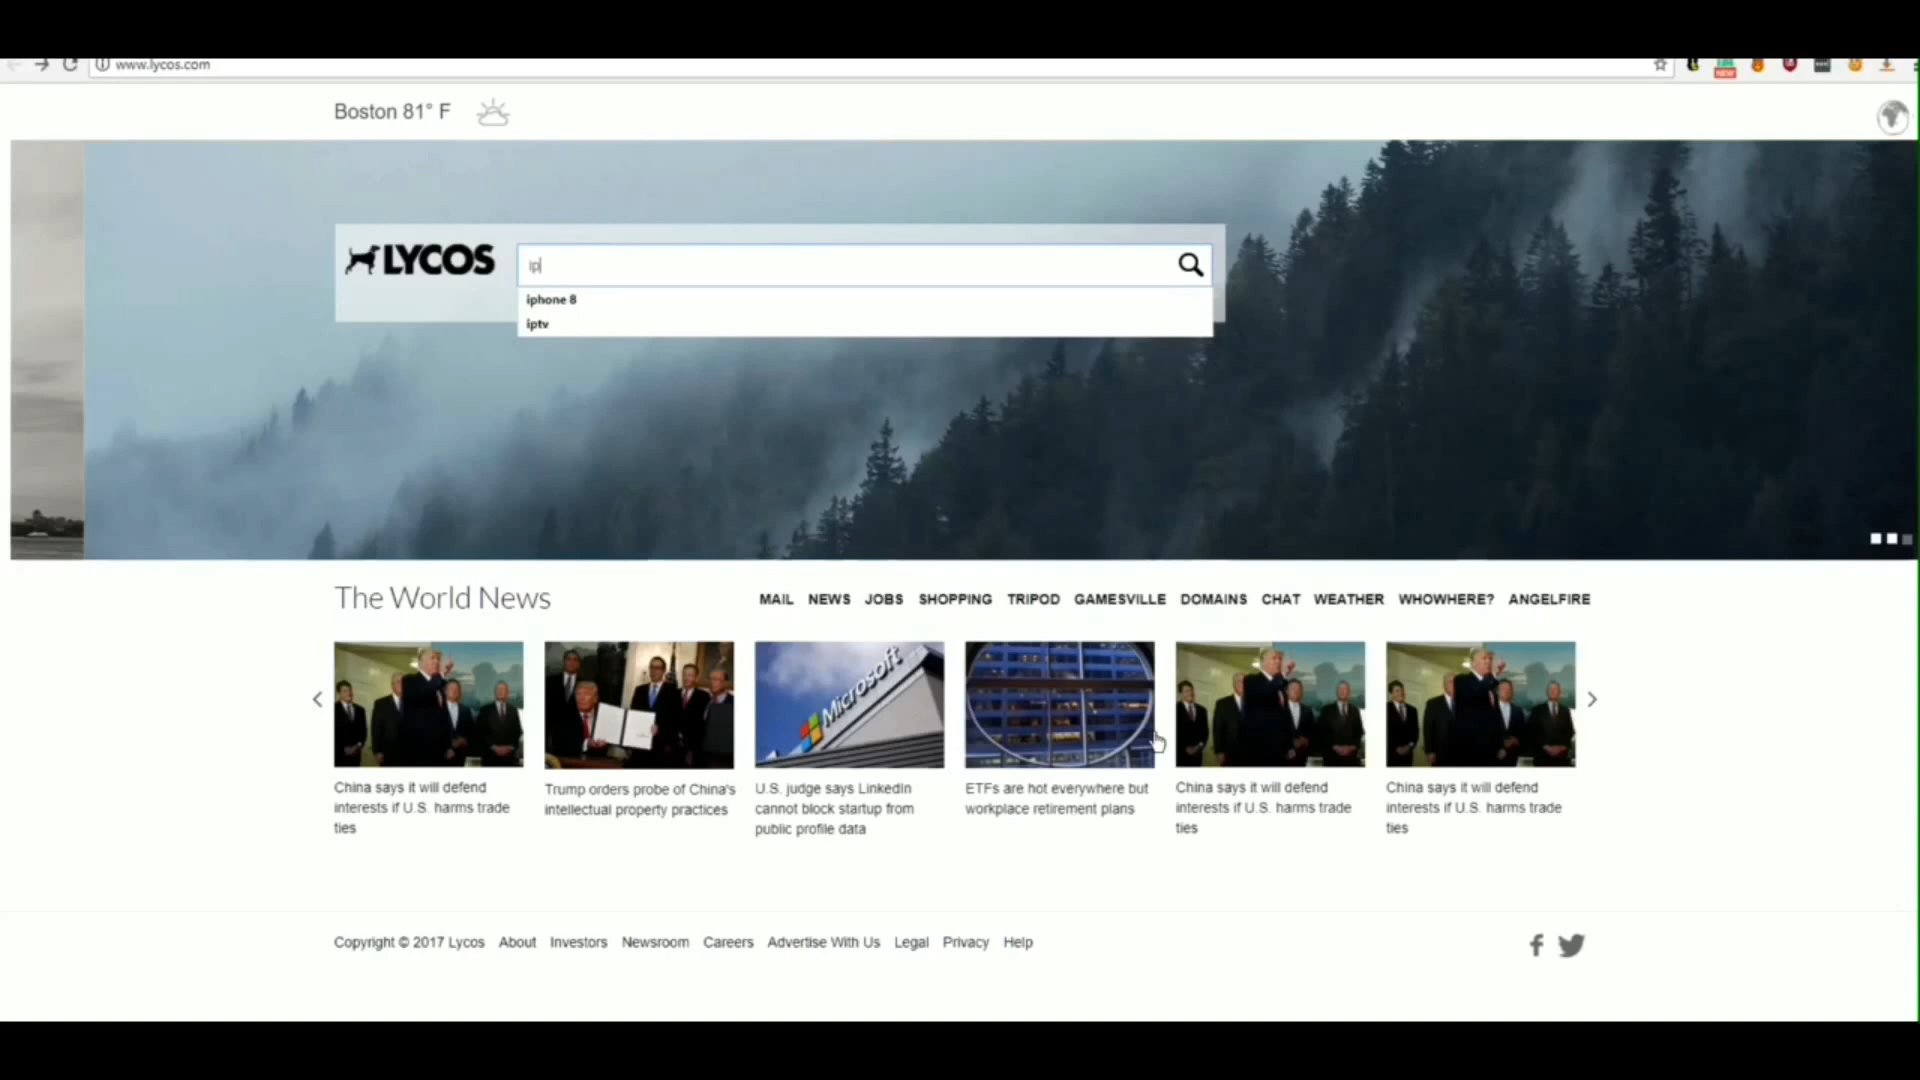 www.lycos.com
NEW
Boston 81° F
LYCOS
ip
iphone 8
iptv
The World News
MAIL NEWS JOBS SHOPPING TRIPOD GAMESVILLE DOMAINS CHAT WEATHER WHOWHERE? ANGELFIRE
Microsoft
China says it will defend
interests if U.S. harms trade
ties
Trump orders probe of China's
intellectual property practices
U.S. judge says LinkedIn
cannot block startup from
public profile data
ETFs are hot everywhere but
workplace retirement plans
China says it will defend
interests if U.S. harms trade
ties
China says it will defend
interests if U.S. harms trade
ties
Copyright © 2017 Lycos About Investors Newsroom Careers Advertise With Us Legal Privacy Help